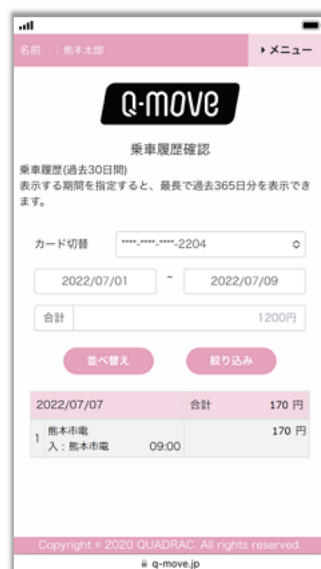 名前　：熊本太郎
メニュー
Q-move
乗車履歴確認
乗車履歴(過去30日間)
表示する期間を指定すると、最長で過去365日分を表示でき
ます。
カード切替
****-****-****-2204
2022/07/01 ~ 2022/07/09
合計 1200円
並べ替え 絞り込み
2022/07/07 合計 170 円
1 熊本市電 170 円
入：熊本市電 09:00
Copyright © 2020 QUADRAC. All rights reserved.
q-move.jp